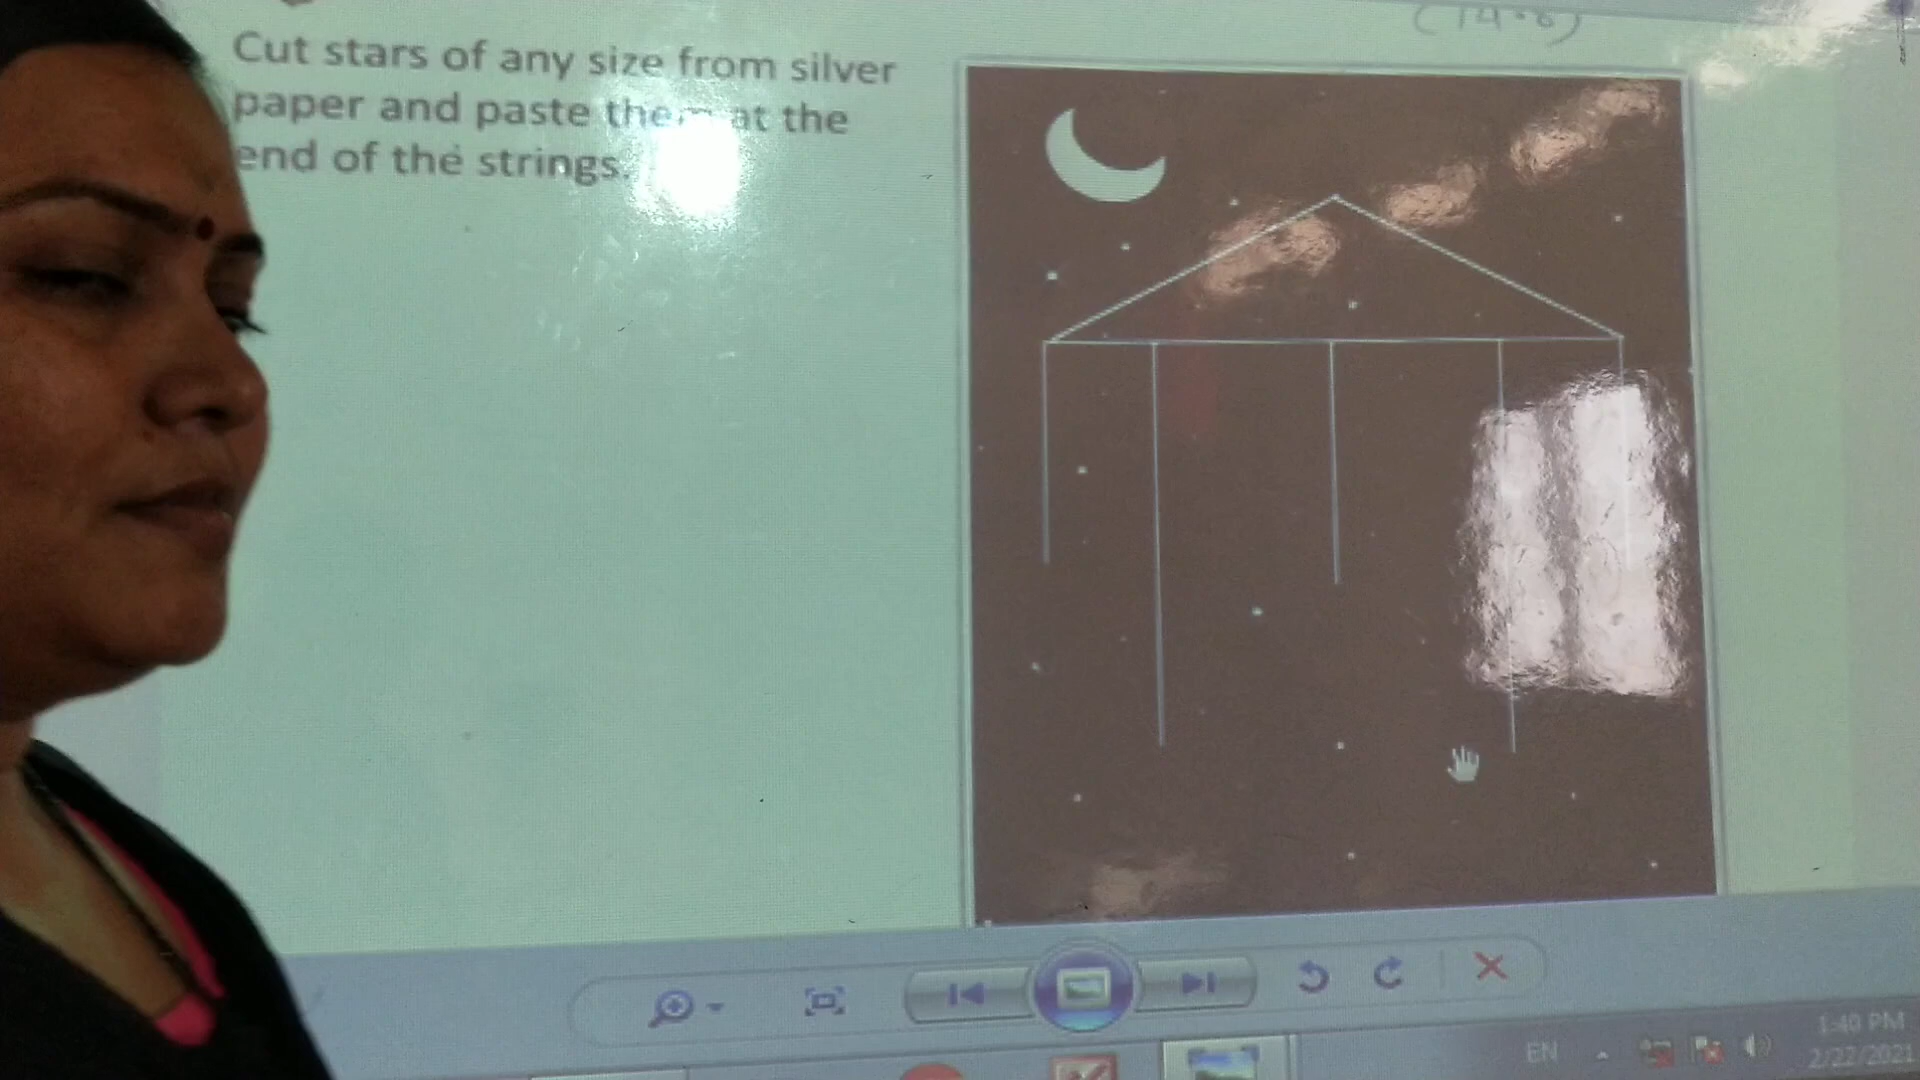 Cut stars of any size from silver
paper and paste them at the
end of the strings.
EN
1:40 PM
2/22/2021